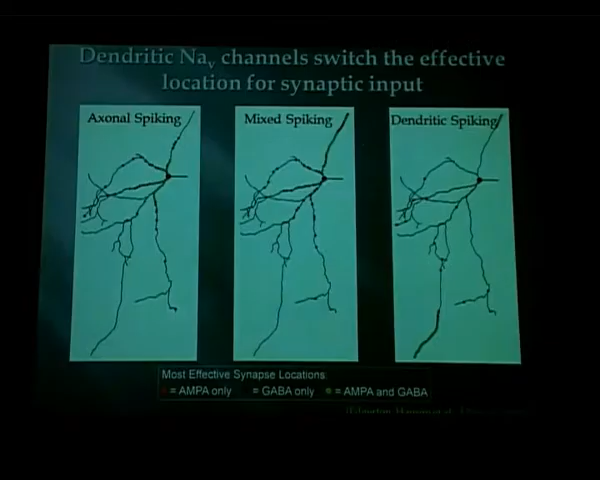 Dendritic Nav channels switch the effective
location for synaptic input
Axonal Spiking
Mixed Spiking
Dendritic Spiking
Most Effective Synapse Locations
= AMPA only = GABA only = AMPA and GABA